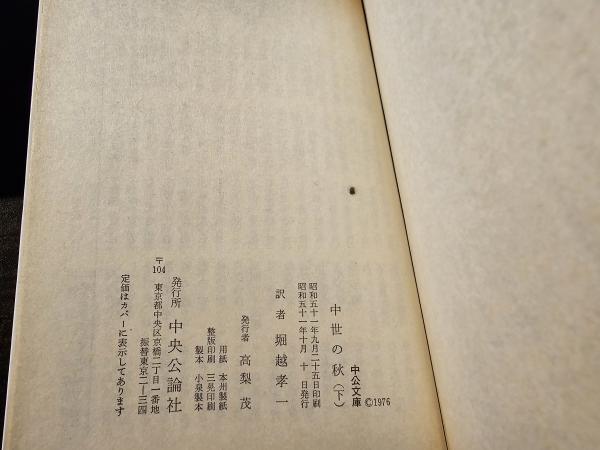 中公文庫
©1976
中世の秋(下)
昭和五十一年九月二十五日印刷
昭和五十一年十月 十 日発行
訳者 堀越孝一
発行者 高梨 茂
用紙 本州製紙
整版印刷 三晃印刷
製本 小泉製本
発行所 中央公論社
〒104 東京都中央区京橋二丁目一番地
振替東京二―三四
定価はカバーに表示してあります